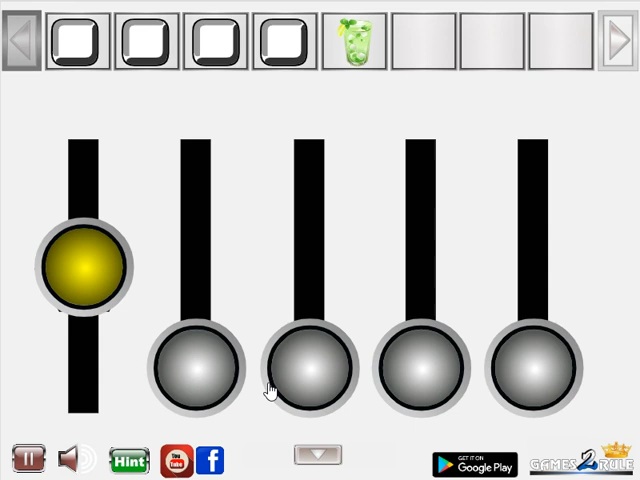 Hint
You
Tube
f
GET IT ON
Google Play
GAMES2RULE